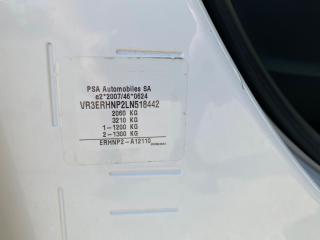 PSA Automobiles SA
e2*2007/46*0624
VR3ERHNP2LN518442
2060 KG
3210 KG
1-1200 KG
2-1300 KG
ERHNP2-A12110